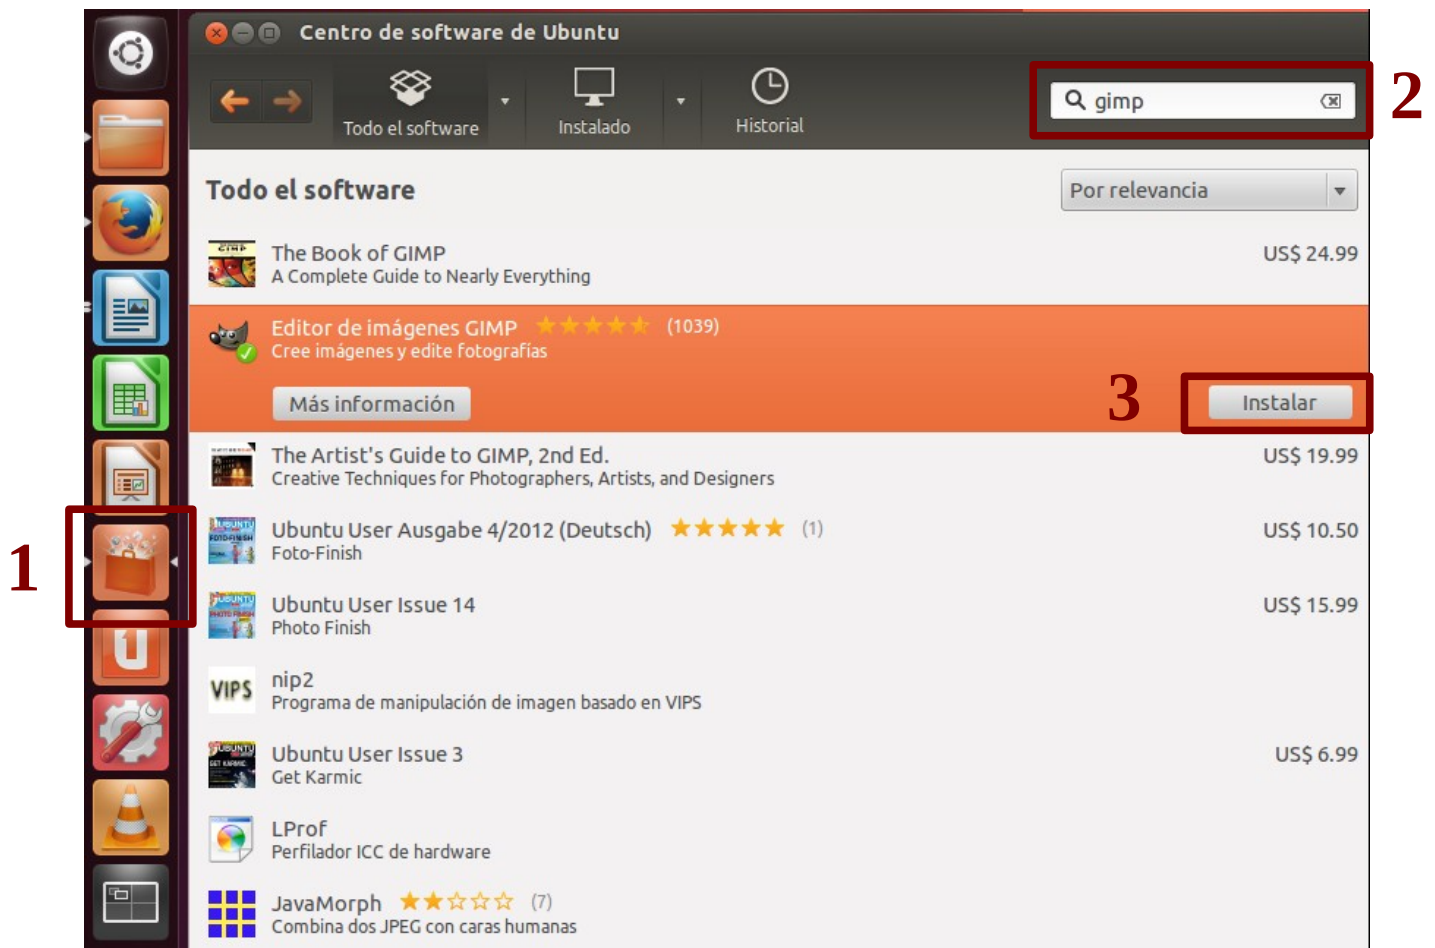 Centro de software de Ubuntu
Todo el software
Instalado
Historial
gimp
2
Todo el software
Por relevancia
The Book of GIMP
US$ 24.99
A Complete Guide to Nearly Everything
Editor de imágenes GIMP (1039)
Cree imágenes y edite fotografías
Más información
3
Instalar
The Artist's Guide to GIMP, 2nd Ed.
US$ 19.99
Creative Techniques for Photographers, Artists, and Designers
Ubuntu User Ausgabe 4/2012 (Deutsch) (1)
US$ 10.50
Foto-Finish
1
Ubuntu User Issue 14
US$ 15.99
Photo Finish
VIPS
nip2
Programa de manipulación de imagen basado en VIPS
Ubuntu User Issue 3
US$ 6.99
Get Karmic
LProf
Perfilador ICC de hardware
JavaMorph (7)
Combina dos JPEG con caras humanas